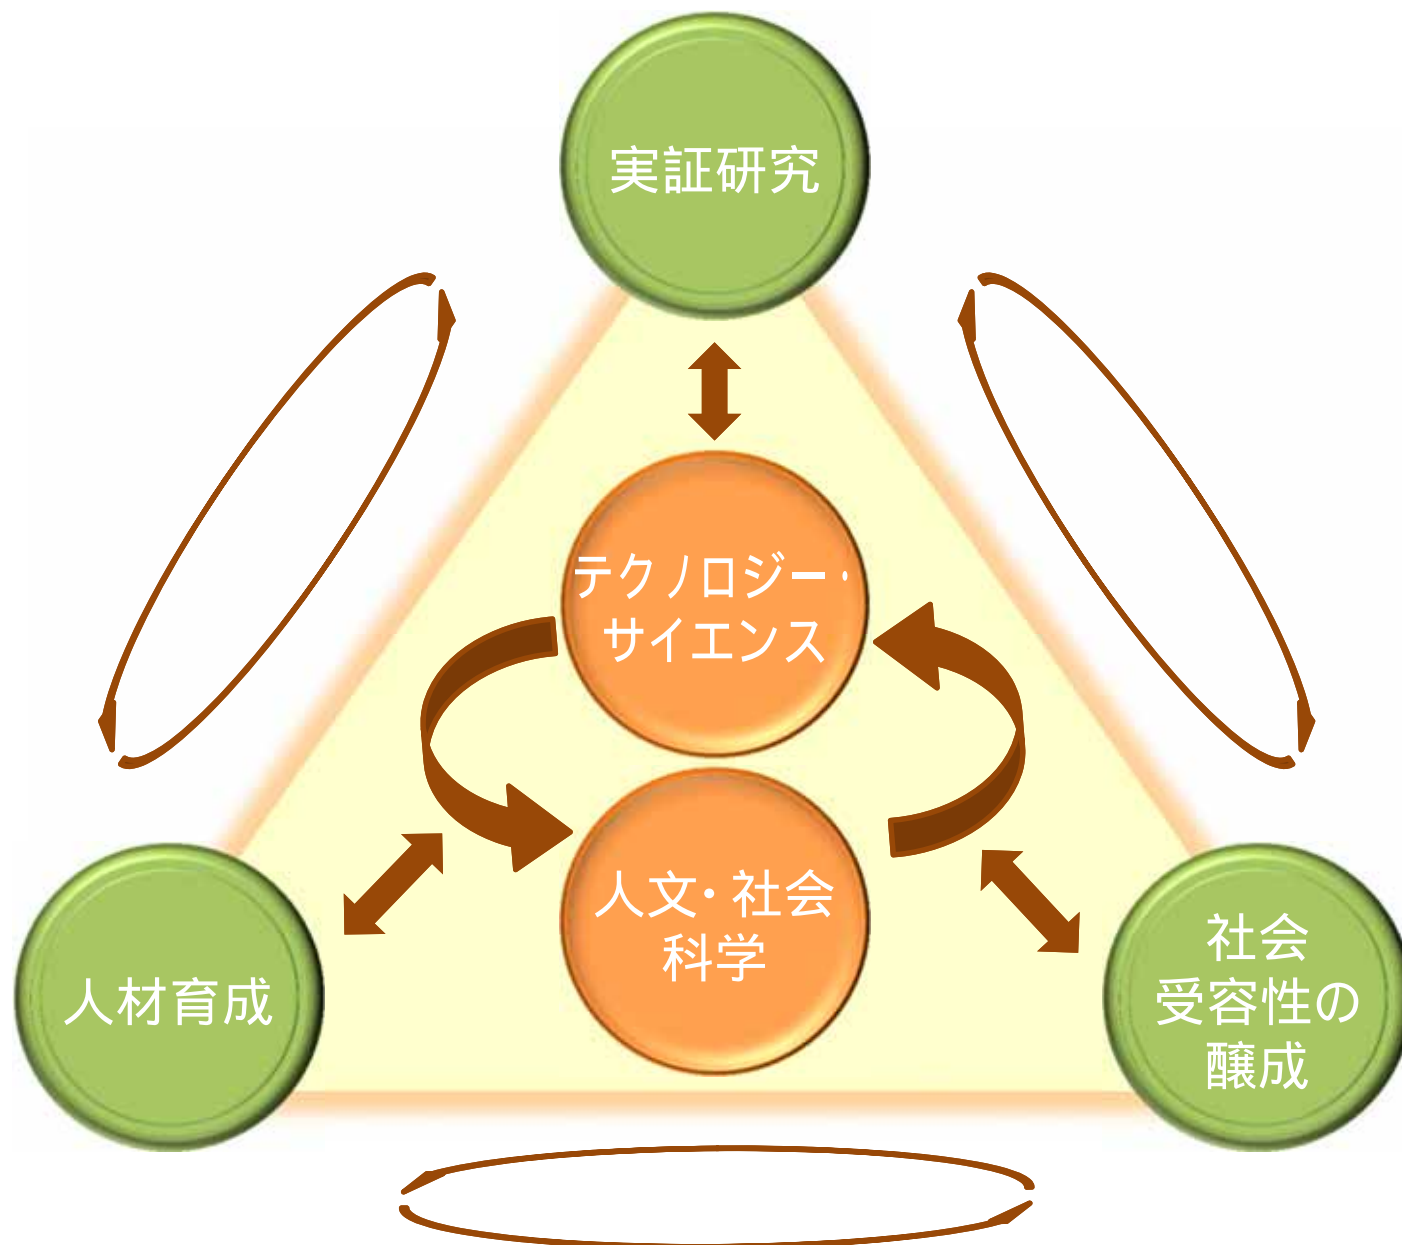 実証研究
テクノロジー・
サイエンス
人文・社会
科学
人材育成
社会
受容性の
醸成